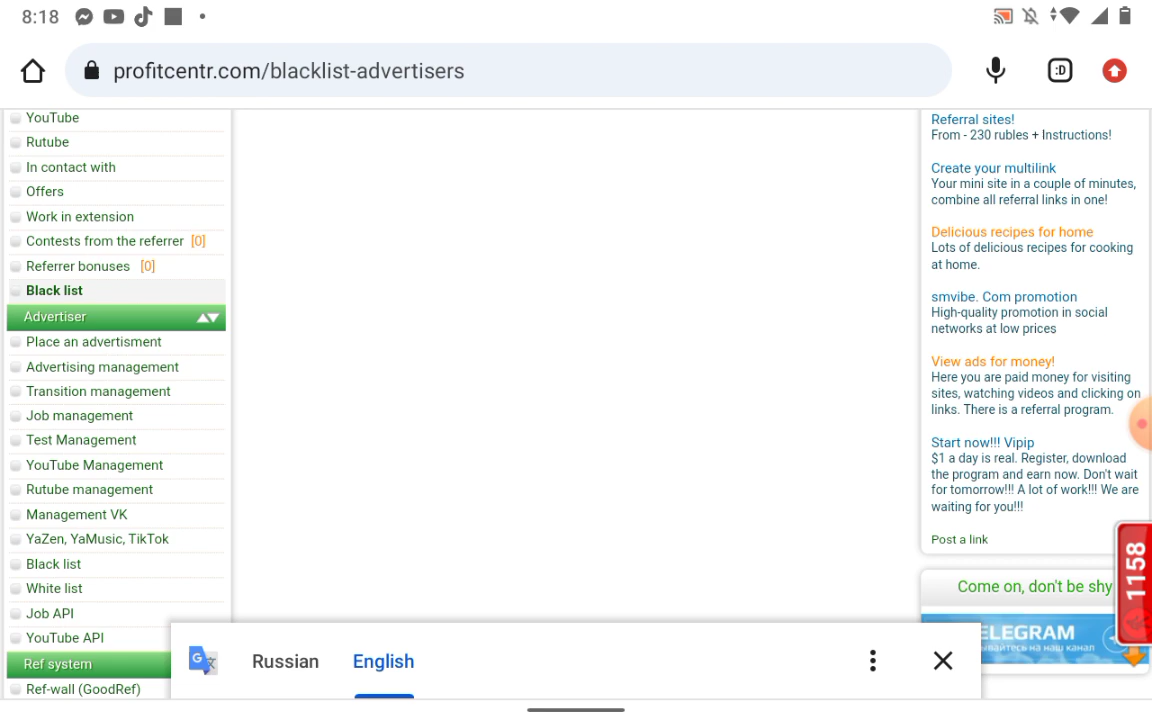 8:18
profitcentr.com/blacklist-advertisers
:D
YouTube
Rutube
In contact with
Offers
Work in extension
Contests from the referrer [0]
Referrer bonuses [0]
Black list
Advertiser
Place an advertisment
Advertising management
Transition management
Job management
Test Management
YouTube Management
Rutube management
Management VK
YaZen, YaMusic, TikTok
Black list
White list
Job API
YouTube API
Ref system
Ref-wall (GoodRef)
Referral sites!
From - 230 rubles + Instructions!
Create your multilink
Your mini site in a couple of minutes,
combine all referral links in one!
Delicious recipes for home
Lots of delicious recipes for cooking
at home.
smvibe. Com promotion
High-quality promotion in social
networks at low prices
View ads for money!
Here you are paid money for visiting
sites, watching videos and clicking on
links. There is a referral program.
Start now!!! Vipip
$1 a day is real. Register, download
the program and earn now. Don't wait
for tomorrow!!! A lot of work!!! We are
waiting for you!!!
Post a link
1158
Come on, don't be shy
ELEGRAM
ывайтесь на наш канал
Russian
English